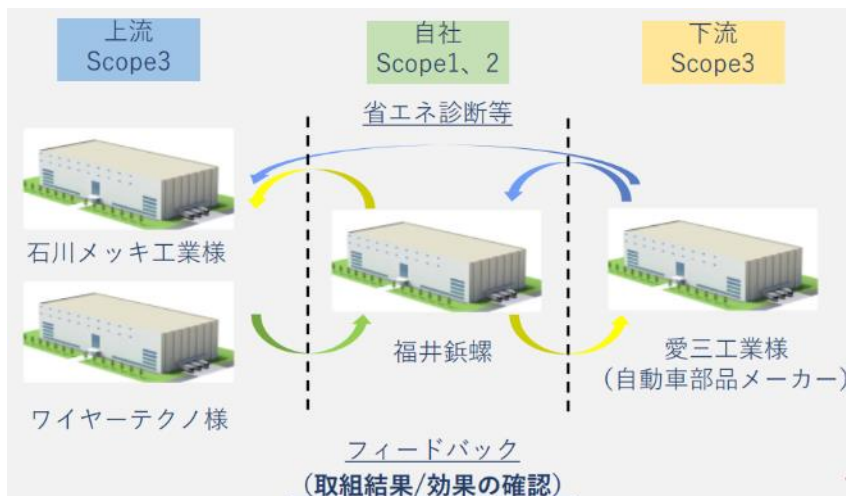 上流
Scope3
自社
Scope1、2
下流
Scope3
省エネ診断等
石川メッキ工業様
ワイヤーテクノ様
福井鋲螺
愛三工業様
(自動車部品メーカー)
フィードバック
(取組結果/効果の確認)